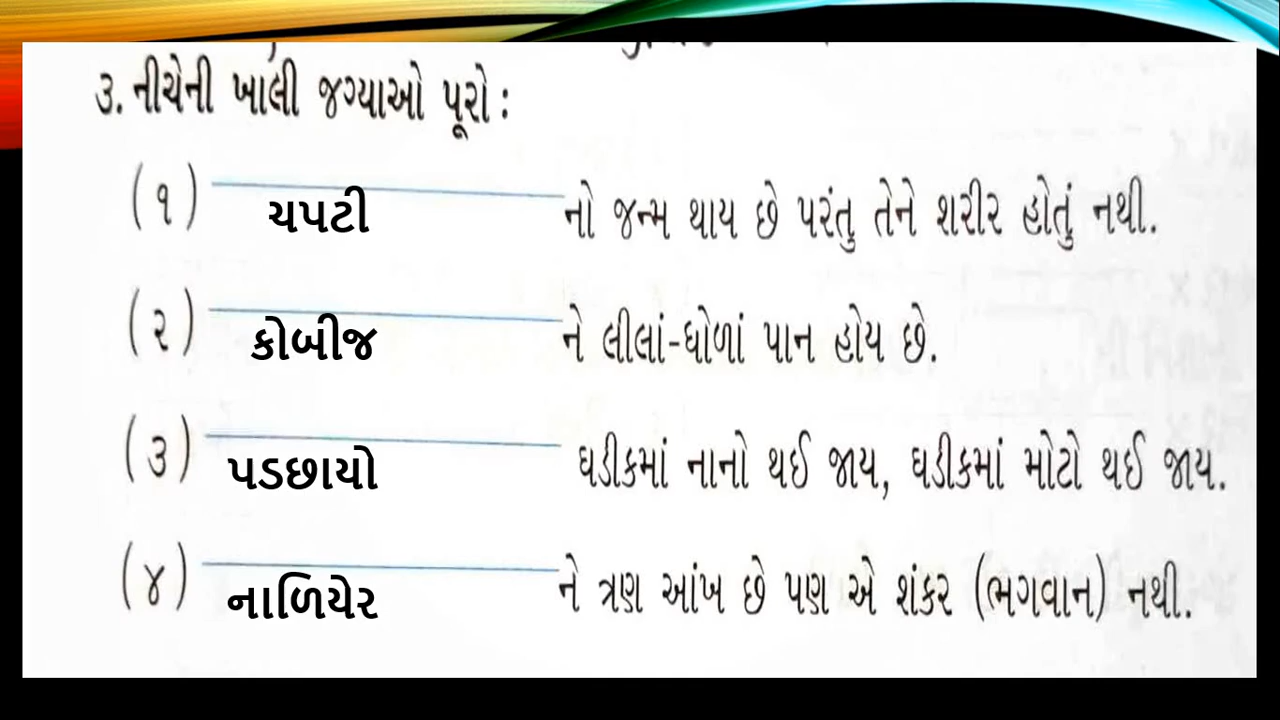 ૩. નીચેની ખાલી જગ્યાઓ પૂરો :
(૧) ચપટી નો જન્મ થાય છે પરંતુ તેને શરીર હોતું નથી.
(૨) કોબીજ ને લીલાં-ધોળાં પાન હોય છે.
(૩) પડછાયો ઘડીકમાં નાનો થઈ જાય, ઘડીકમાં મોટો થઈ જાય.
(૪) નાળિયેર ને ત્રણ આંખ છે પણ એ શંકર (ભગવાન) નથી.